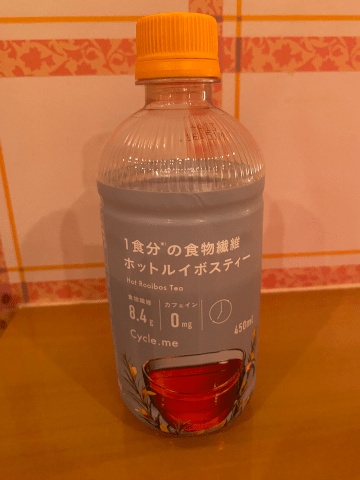 1食分*の食物繊維
ホットルイボスティー
Hot Rooibos Tea
食物繊維 カフェイン
8.4g 0mg
450ml
Cycle.me